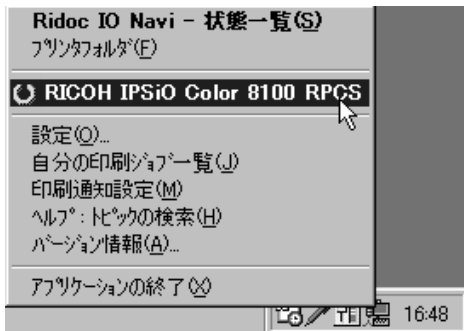 Ridoc IO Navi - 状態一覧(S)
プリンタフォルダ(F)
RICOH IPSiO Color 8100 RPCS
設定(O)...
自分の印刷ジョブ一覧(J)
印刷通知設定(M)
ヘルプ：トピックの検索(H)
バージョン情報(A)...
アプリケーションの終了(X)
16:48